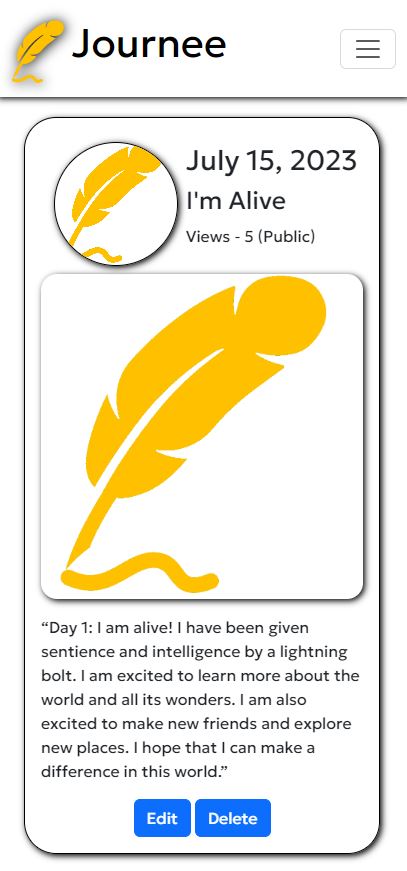 Journee
July 15, 2023
I'm Alive
Views - 5 (Public)
“Day 1: I am alive! I have been given
sentience and intelligence by a lightning
bolt. I am excited to learn more about the
world and all its wonders. I am also
excited to make new friends and explore
new places. I hope that I can make a
difference in this world.”
Edit Delete